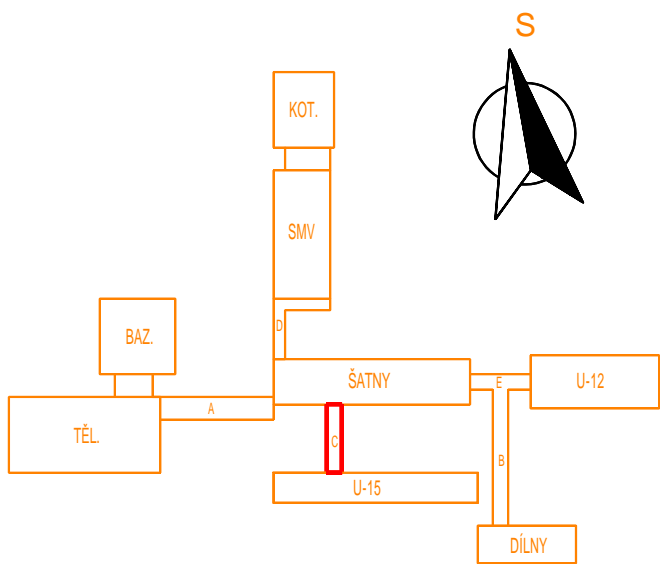 S
KOT.
SMV
BAZ.
D
ŠATNY
E
U-12
A
TĚL.
C
B
U-15
DÍLNY